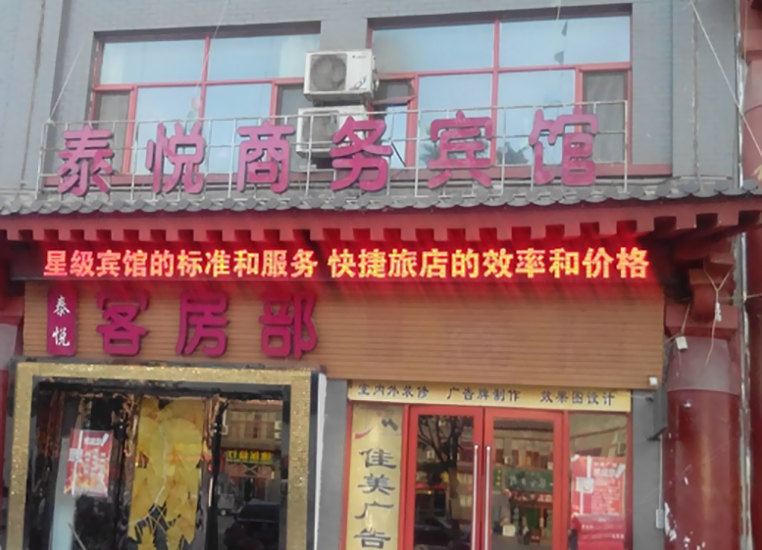 泰悦商务宾馆
星级宾馆的标准和服务 快捷旅店的效率和价格
泰悦
客房部
室内外装修 广告牌制作 效果图设计
佳美广告